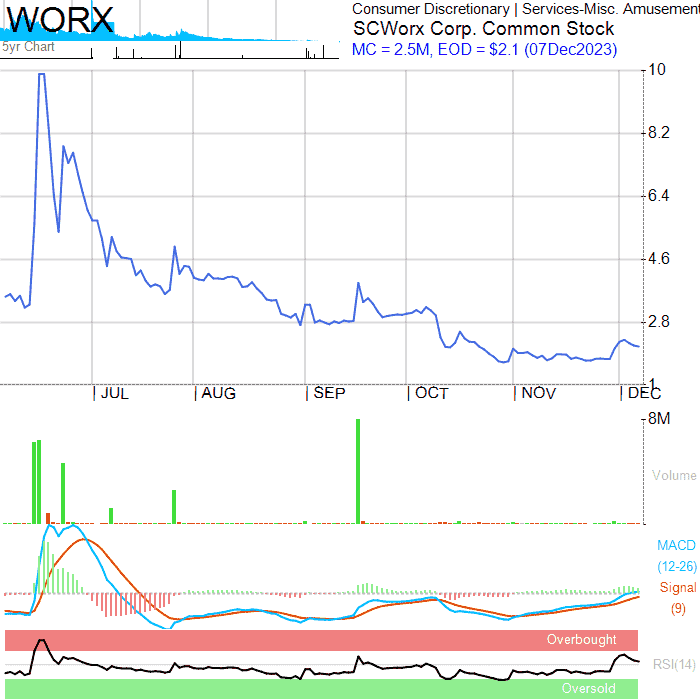 WORX
5yr Chart
Consumer Discretionary | Services-Misc. Amusement
SCWorx Corp. Common Stock
MC = 2.5M, EOD = $2.1 (07Dec2023)
10
8.2
6.4
4.6
2.8
1
JUL
AUG
SEP
OCT
NOV
DEC
8M
Volume
MACD
(12-26)
Signal
(9)
Overbought
RSI(14)
Oversold